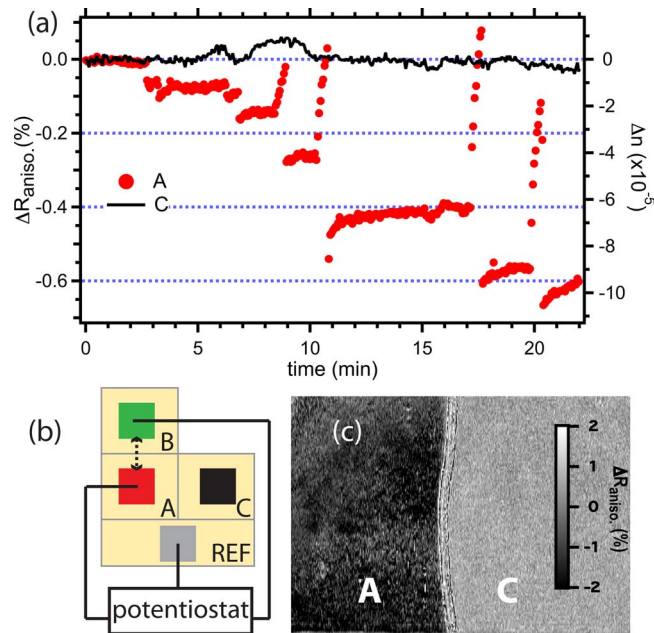 (a)
0.0
-0.2
-0.4
-0.6
ΔRaniso.(%)
A
C
0
-2
-4
-6
-8
-10
Δn (x10-5)
0
5
10
15
20
time (min)
(b)
B
A
C
REF
potentiostat
(c)
A
C
2
1
0
-1
-2
ΔRaniso.(%)